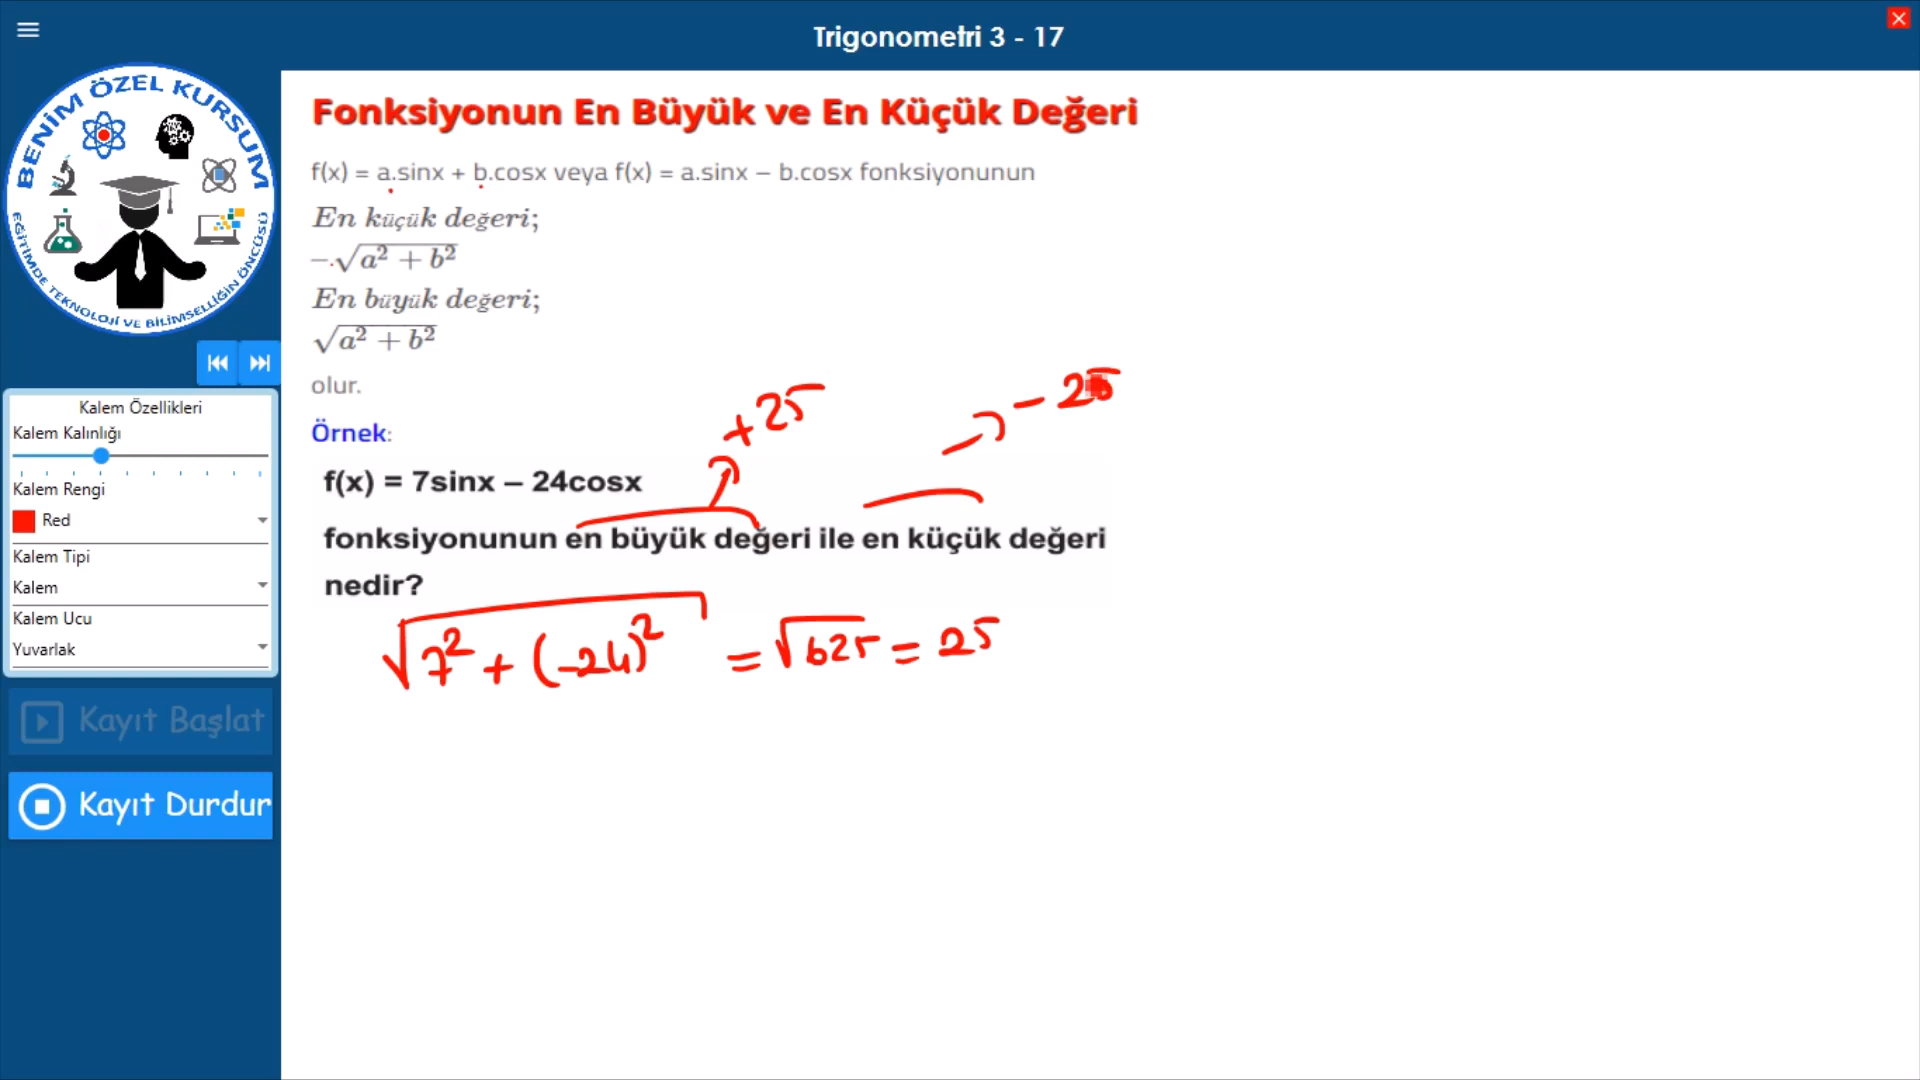 Trigonometri 3 - 17
BENİM ÖZEL KURSUM
EĞİTİMDE TEKNOLOJİ VE BİLİMSELLİĞİN ÖNCÜSÜ
Kalem Özellikleri
Kalem Kalınlığı
Kalem Rengi
Red
Kalem Tipi
Kalem
Kalem Ucu
Yuvarlak
Kayıt Başlat
Kayıt Durdur
Fonksiyonun En Büyük ve En Küçük Değeri
f(x) = a.sinx + b.cosx veya f(x) = a.sinx – b.cosx fonksiyonunun
En küçük değeri;
–√a² + b²
En büyük değeri;
√a² + b²
olur.
+25
– 25
Örnek:
f(x) = 7sinx – 24cosx
fonksiyonunun en büyük değeri ile en küçük değeri
nedir?
√7² + (-24)² = √625 = 25